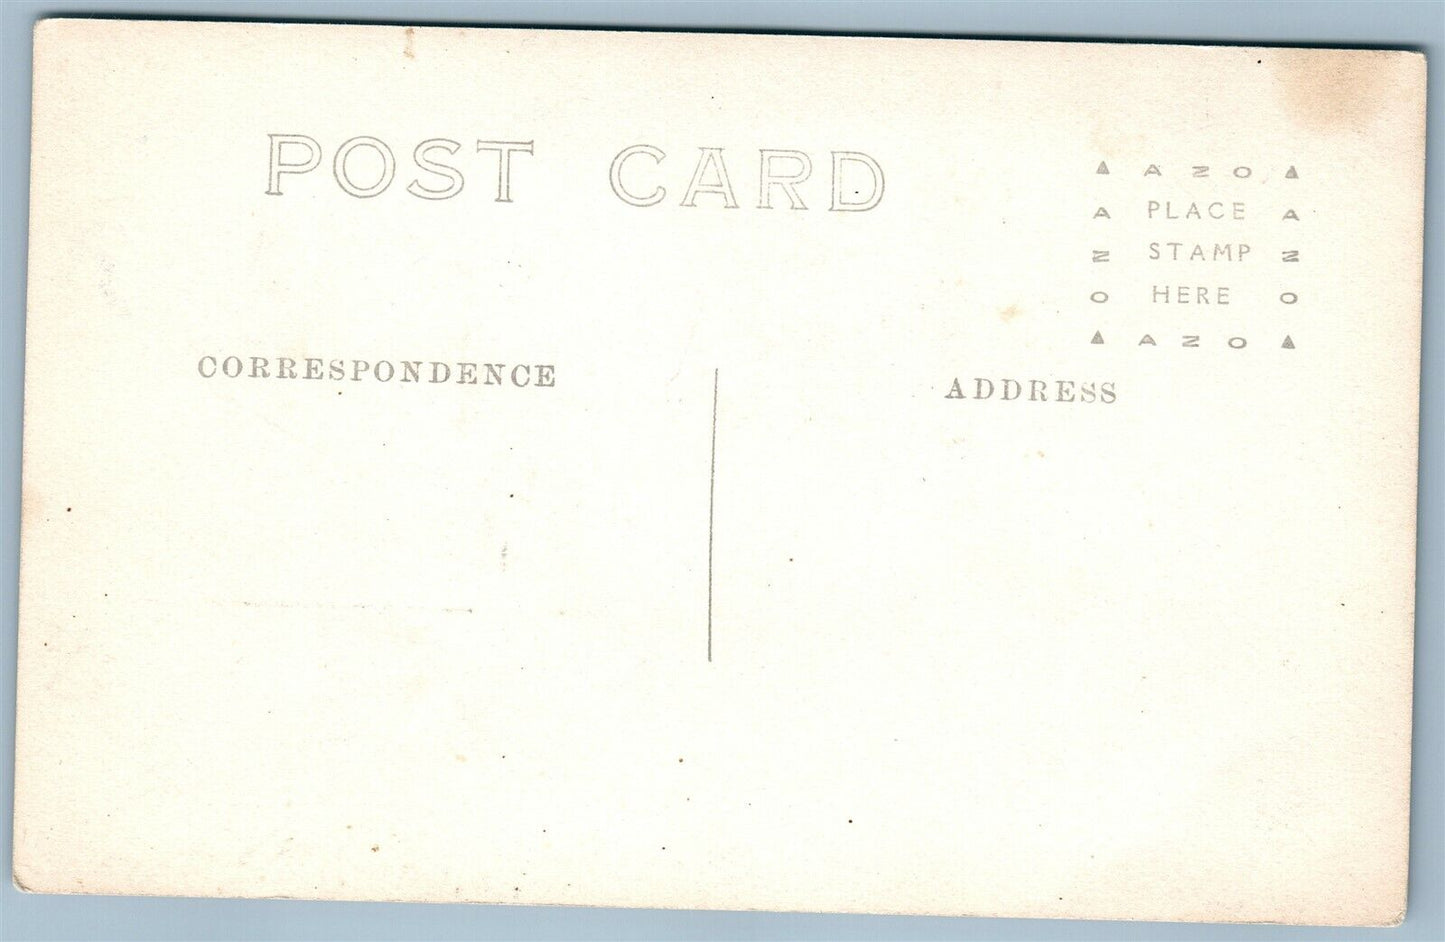 POST CARD
▲ A Z O ▲
A PLACE A
Z STAMP Z
O HERE O
▲ A Z O ▲
CORRESPONDENCE
ADDRESS